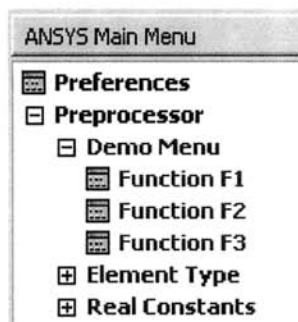 ANSYS Main Menu
Preferences
Preprocessor
Demo Menu
Function F1
Function F2
Function F3
Element Type
Real Constants